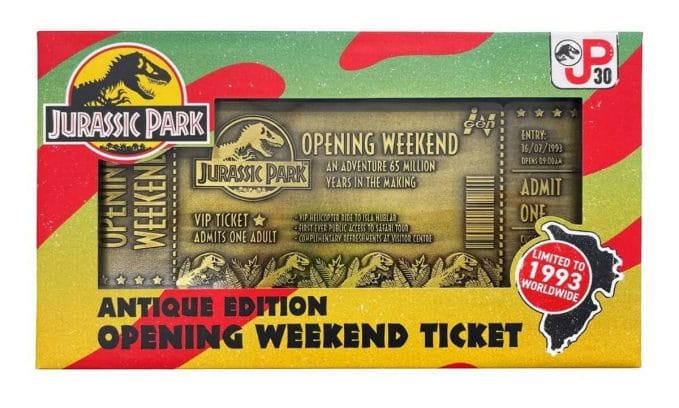 JURASSIC PARK
JP
30
OPENING
WEEKEND
JURASSIC PARK
OPENING WEEKEND
AN ADVENTURE 65 MILLION
YEARS IN THE MAKING
VIP TICKET
ADMITS ONE ADULT
• VIP HELICOPTER RIDE TO ISLA NUBLAR
• FIRST EVER PUBLIC ACCESS TO SAFARI TOUR
• COMPLIMENTARY REFRESHMENTS AT VISITOR CENTRE
InGen
ENTRY:
16/07/1993
OPENS 09:00AM
ADMIT
ONE
LIMITED TO
1993
WORLDWIDE
ANTIQUE EDITION
OPENING WEEKEND TICKET